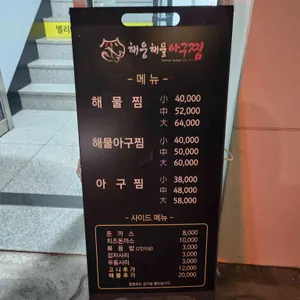 엘리
해웅해물아구찜
- 메뉴 -
해물찜 小 40,000
中 52,000
大 64,000
해물아구찜 小 40,000
中 50,000
大 60,000
아구찜 小 38,000
中 48,000
大 58,000
- 사이드 메뉴 -
돈까스 8,000
치즈돈까스 10,000
볶음밥 3,000
감자사리 3,000
우동사리 3,000
고니추가 12,000
해물추가 20,000